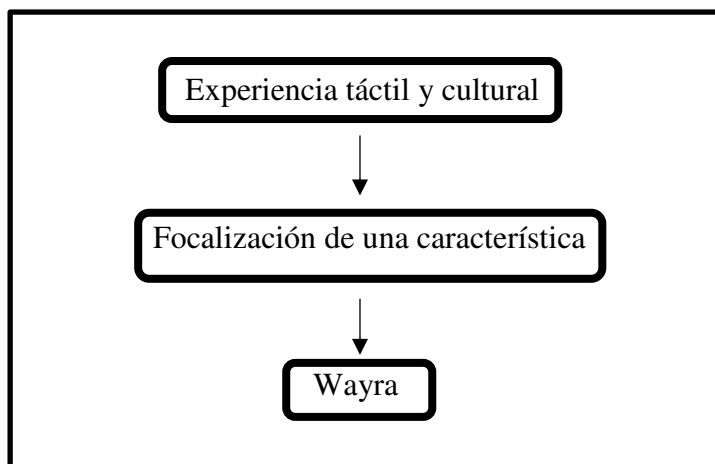 Experiencia táctil y cultural
Focalización de una característica
Wayra